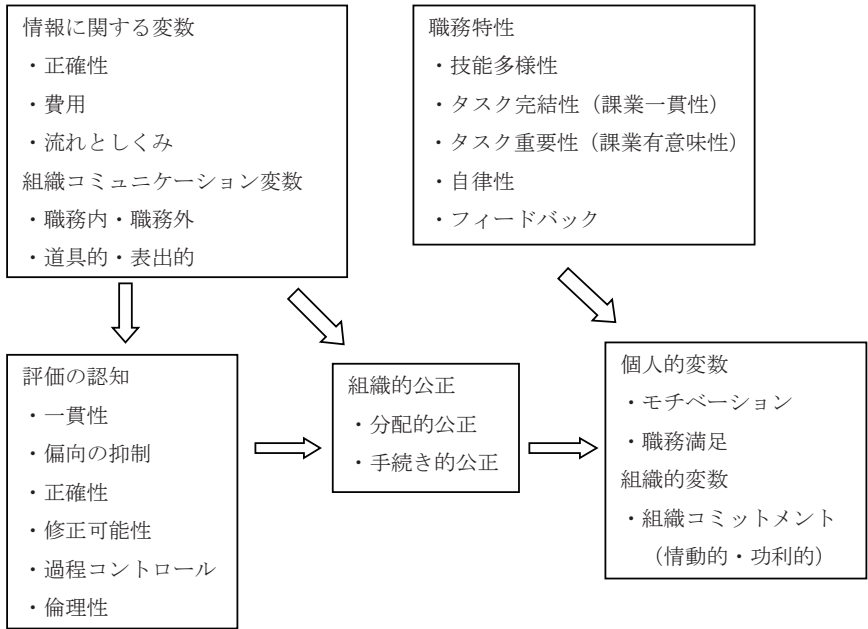 情報に関する変数
・正確性
・費用
・流れとしくみ
組織コミュニケーション変数
・職務内・職務外
・道具的・表出的
職務特性
・技能多様性
・タスク完結性（課業一貫性）
・タスク重要性（課業有意味性）
・自律性
・フィードバック
評価の認知
・一貫性
・偏向の抑制
・正確性
・修正可能性
・過程コントロール
・倫理性
組織的公正
・分配的公正
・手続き的公正
個人的変数
・モチベーション
・職務満足
組織的変数
・組織コミットメント
（情動的・功利的）